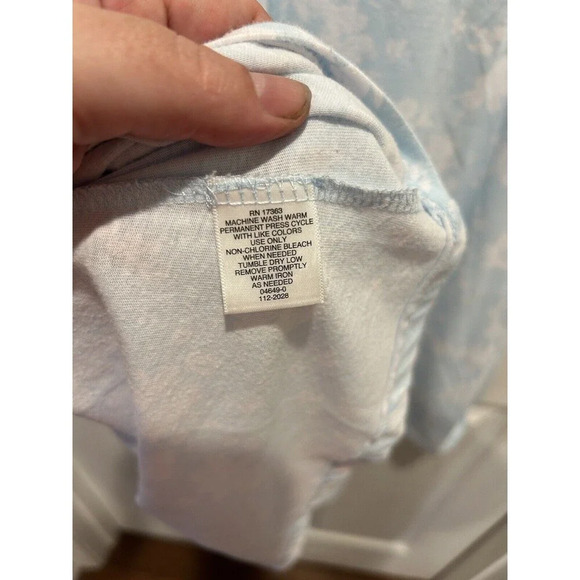 RN 17363
MACHINE WASH WARM
PERMANENT PRESS CYCLE
WITH LIKE COLORS
USE ONLY
NON-CHLORINE BLEACH
WHEN NEEDED
TUMBLE DRY LOW
REMOVE PROMPTLY
WARM IRON
AS NEEDED
04649-0
112-2028